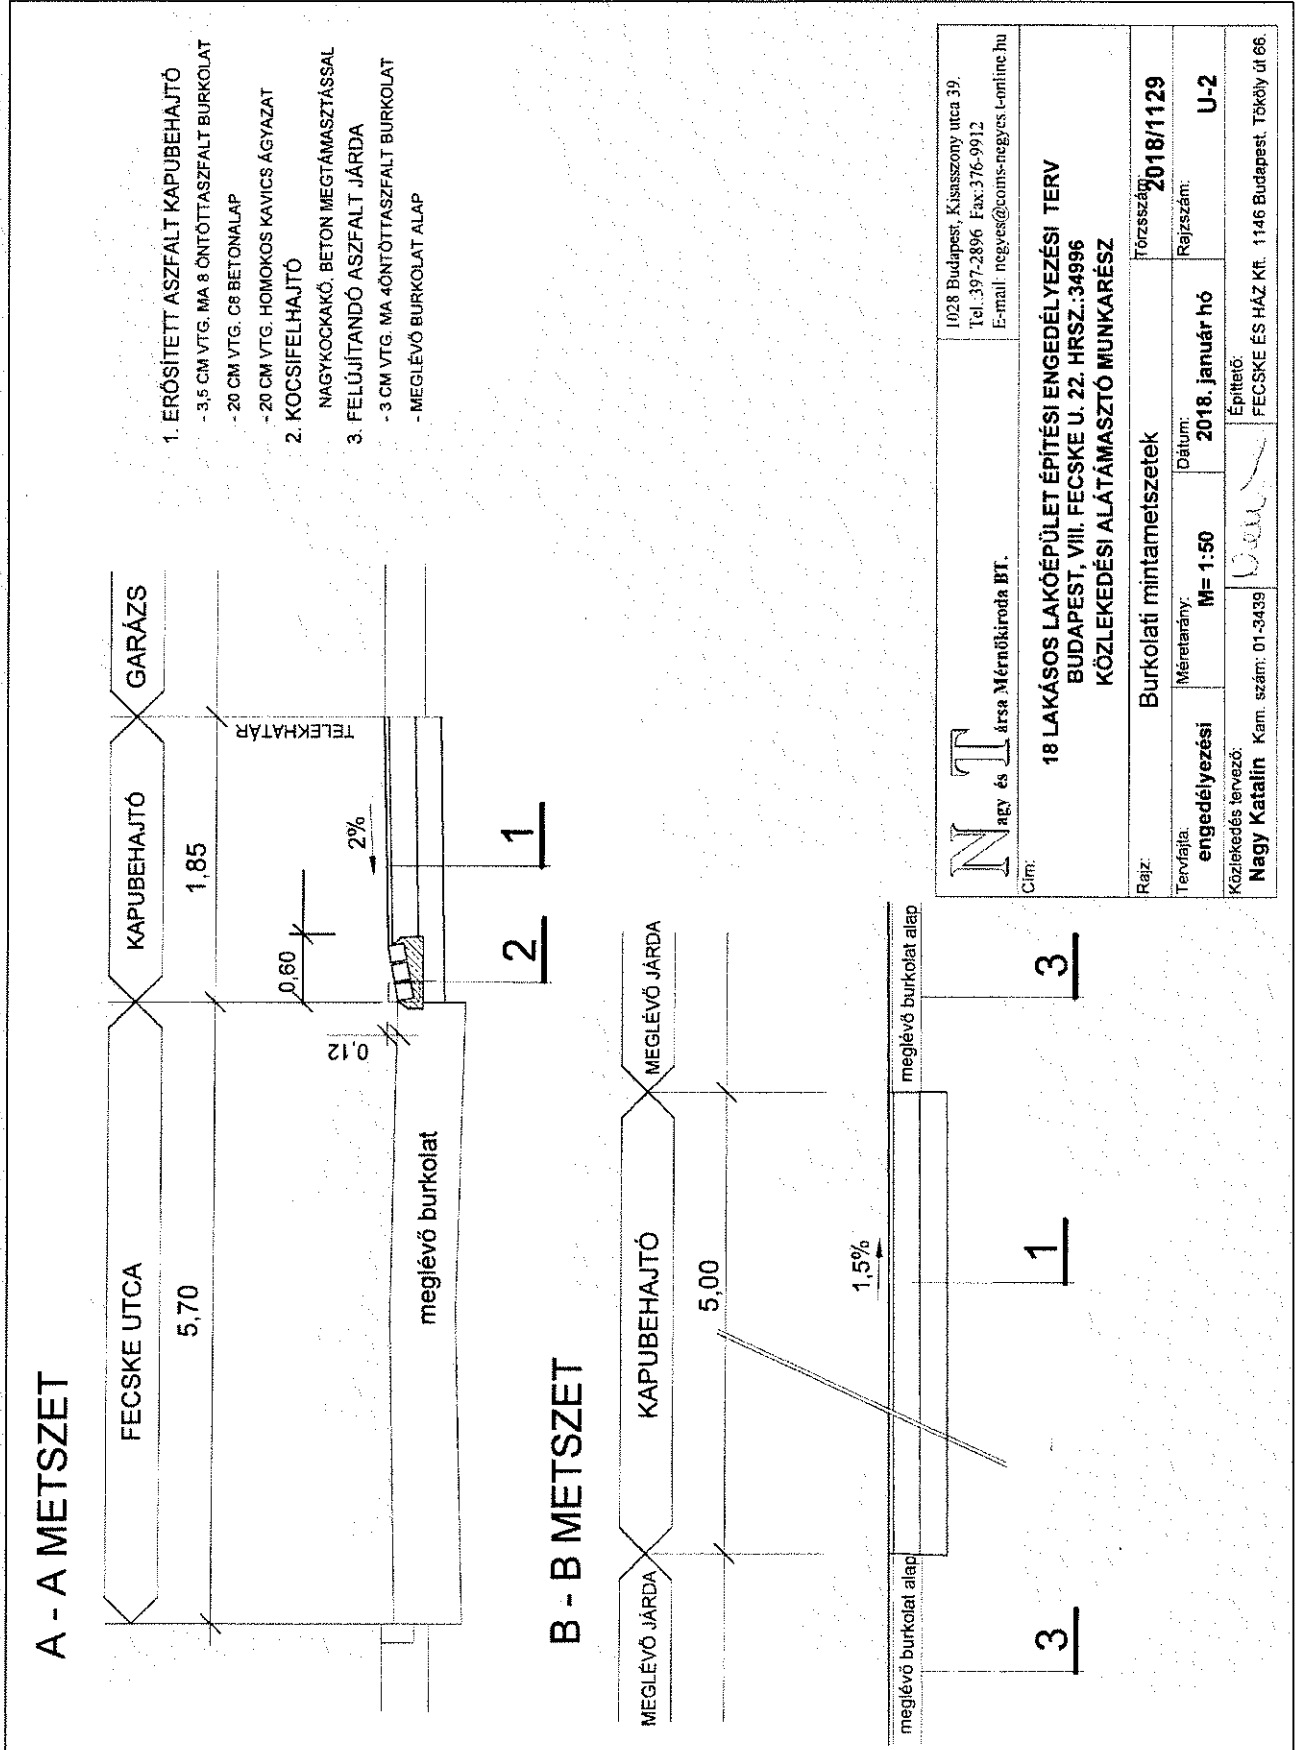 A - A METSZET
FECSKE UTCA
KAPUBEHAJTÓ
GARÁZS
5,70
1,85
TELEKHATÁR
0,60
2%
0,12
meglévő burkolat
2
1
1. ERŐSÍTETT ASZFALT KAPUBEHAJTÓ
- 3,5 CM VTG. MA 8 ÖNTÖTTASZFALT BURKOLAT
- 20 CM VTG. C8 BETONALAP
- 20 CM VTG. HOMOKOS KAVICS ÁGYAZAT
2. KOCSIFELHAJTÓ
NAGYKOCKAKŐ, BETON MEGTÁMASZTÁSSAL
3. FELÚJÍTANDÓ ASZFALT JÁRDA
- 3 CM VTG. MA 4ÖNTÖTTASZFALT BURKOLAT
- MEGLÉVŐ BURKOLAT ALAP
B - B METSZET
MEGLÉVŐ JÁRDA
KAPUBEHAJTÓ
MEGLÉVŐ JÁRDA
5,00
1,5%
meglévő burkolat alap
meglévő burkolat alap
3
1
3
Nagy és Társa Mérnökiroda BT.
1028 Budapest, Kisasszony utca 39.
Tel.:397-2896 Fax:376-9912
E-mail: negyes@coms-negyes.t-online.hu
Cím:
18 LAKÁSOS LAKÓÉPÜLET ÉPÍTÉSI ENGEDÉLYEZÉSI TERV
BUDAPEST, VIII. FECSKE U. 22. HRSZ.:34996
KÖZLEKEDÉSI ALÁTÁMASZTÓ MUNKARÉSZ
Rajz:
Burkolati mintametszetek
Törzsszám:
2018/1129
Tervfajta:
engedélyezési
Méretarány:
M= 1:50
Dátum:
2018. január hó
Rajzszám:
U-2
Közlekedés tervező:
Nagy Katalin Kam. szám: 01-3439
Építtető:
FECSKE ÉS HÁZ Kft. 1146 Budapest, Thököly út 66.